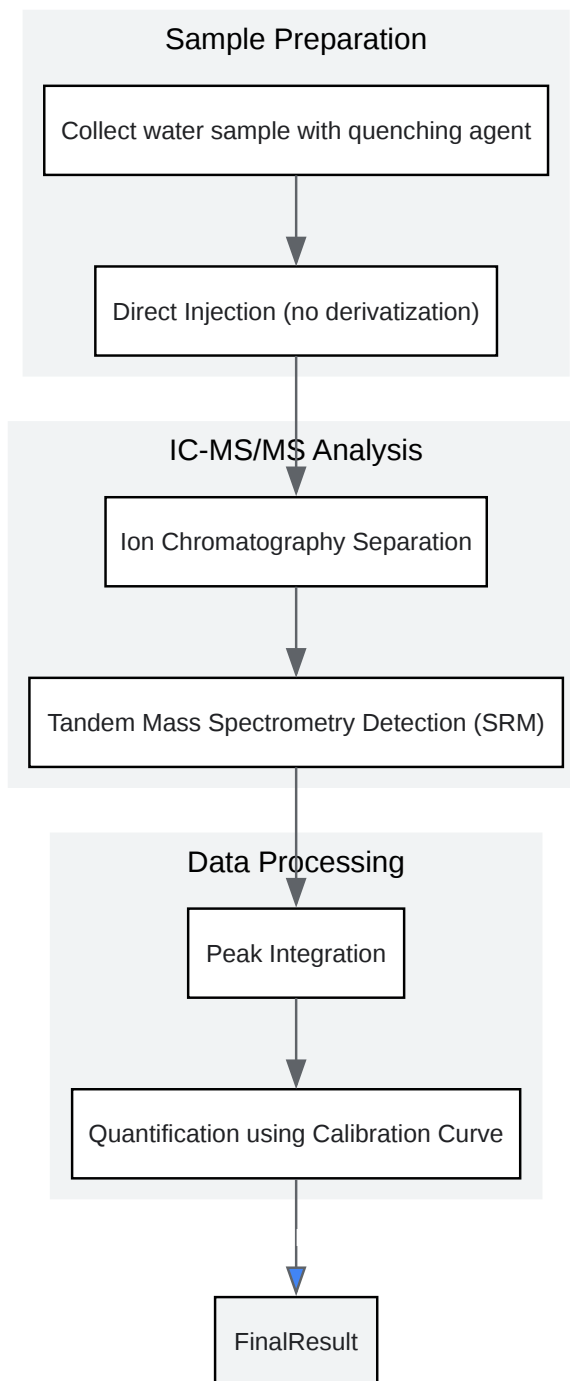 Sample Preparation
Collect water sample with quenching agent
Direct Injection (no derivatization)
IC-MS/MS Analysis
Ion Chromatography Separation
Tandem Mass Spectrometry Detection (SRM)
Data Processing
Peak Integration
Quantification using Calibration Curve
FinalResult